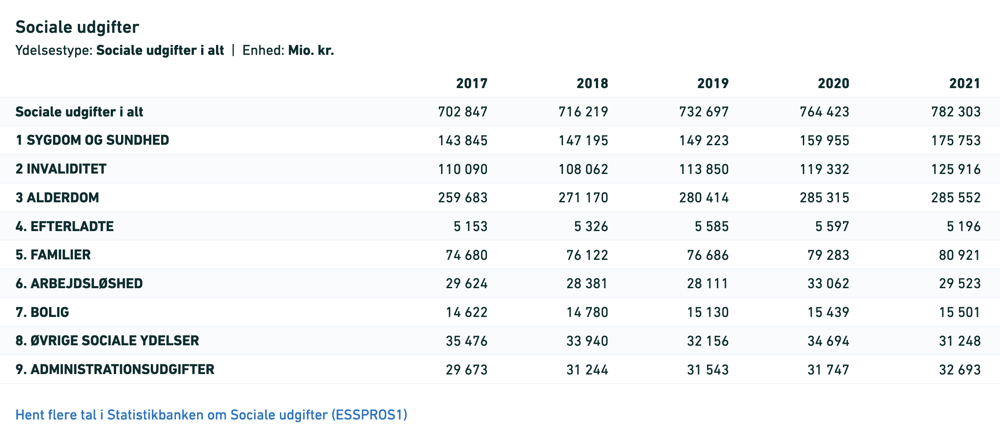 Sociale udgifter
Ydelsestype: Sociale udgifter i alt | Enhed: Mio. kr.
2017 2018 2019 2020 2021
Sociale udgifter i alt 702 847 716 219 732 697 764 423 782 303
1 SYGDOM OG SUNDHED 143 845 147 195 149 223 159 955 175 753
2 INVALIDITET 110 090 108 062 113 850 119 332 125 916
3 ALDERDOM 259 683 271 170 280 414 285 315 285 552
4. EFTERLADTE 5 153 5 326 5 585 5 597 5 196
5. FAMILIER 74 680 76 122 76 686 79 283 80 921
6. ARBEJDSLØSHED 29 624 28 381 28 111 33 062 29 523
7. BOLIG 14 622 14 780 15 130 15 439 15 501
8. ØVRIGE SOCIALE YDELSER 35 476 33 940 32 156 34 694 31 248
9. ADMINISTRATIONSUDGIFTER 29 673 31 244 31 543 31 747 32 693
Hent flere tal i Statistikbanken om Sociale udgifter (ESSPROS1)